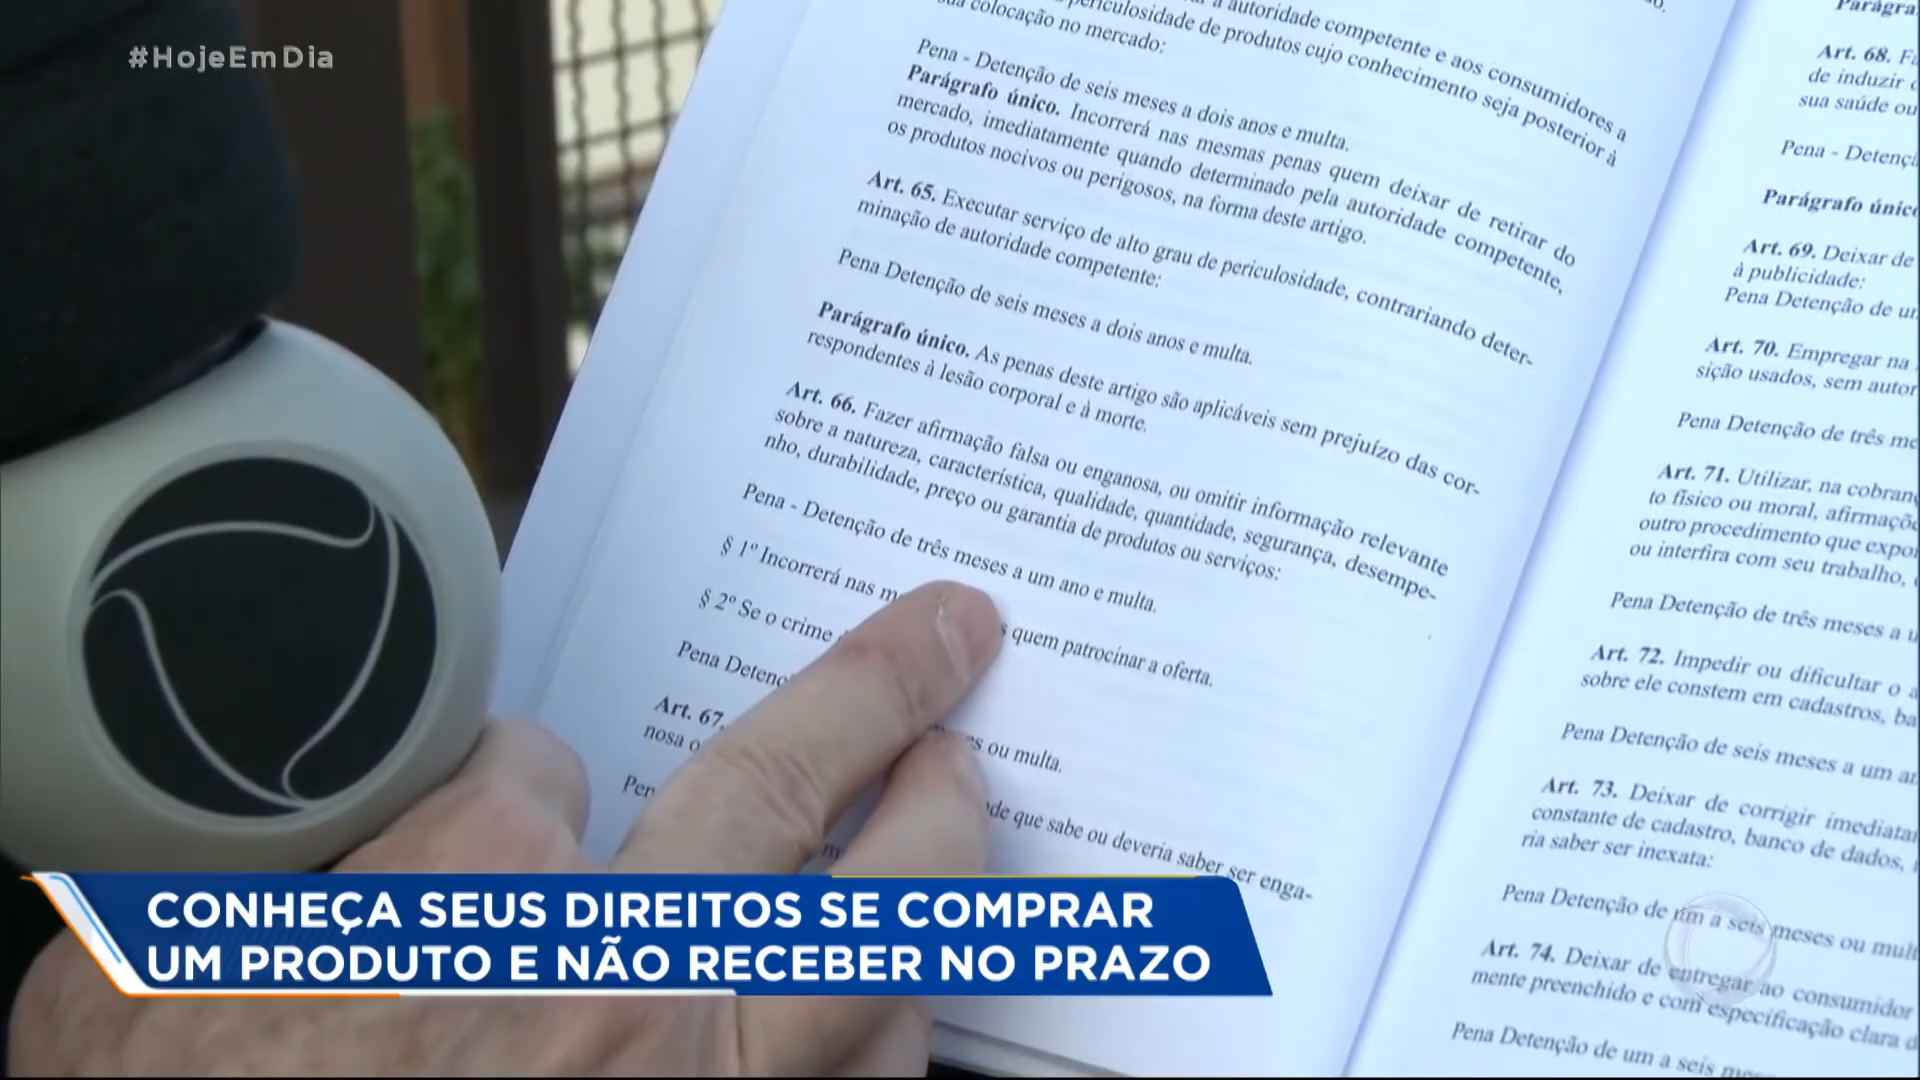 #HojeEmDia
autoridade competente e aos consumidores a
periculosidade de produtos cujo conhecimento seja posterior à
sua colocação no mercado:
Pena - Detenção de seis meses a dois anos e multa.
Parágrafo único. Incorrerá nas mesmas penas quem deixar de retirar do
mercado, imediatamente quando determinado pela autoridade competente,
os produtos nocivos ou perigosos, na forma deste artigo.
Art. 65. Executar serviço de alto grau de periculosidade, contrariando deter-
minação de autoridade competente:
Pena Detenção de seis meses a dois anos e multa.
Parágrafo único. As penas deste artigo são aplicáveis sem prejuízo das cor-
respondentes à lesão corporal e à morte.
Art. 66. Fazer afirmação falsa ou enganosa, ou omitir informação relevante
sobre a natureza, característica, qualidade, quantidade, segurança, desempe-
nho, durabilidade, preço ou garantia de produtos ou serviços:
Pena - Detenção de três meses a um ano e multa.
§ 1º Incorrerá nas quem patrocinar a oferta.
§ 2º Se o crime
Pena ou multa.
Art. 67. que sabe ou deveria saber ser enga-
nosa
Art. 68.
de induzir
sua saúde ou
Pena -
Parágrafo
Art. 69. Deixar de
à publicidade:
Pena Detenção de
Art. 70. Empregar na
sição usados, sem
Pena Detenção de três
Art. 71. Utilizar, na
to físico ou moral,
outro procedimento que
ou interfira com seu trabalho,
Pena Detenção de três meses a
Art. 72. Impedir ou dificultar o
sobre ele constem em cadastros,
Pena Detenção de seis meses a um
Art. 73. Deixar de corrigir
constante de cadastro, banco de dados,
ria saber ser inexata:
Pena Detenção de um a seis meses ou
Art. 74. Deixar de entregar ao consumidor
mente preenchido e com especificação clara
Pena Detenção de um a seis
CONHEÇA SEUS DIREITOS SE COMPRAR
UM PRODUTO E NÃO RECEBER NO PRAZO